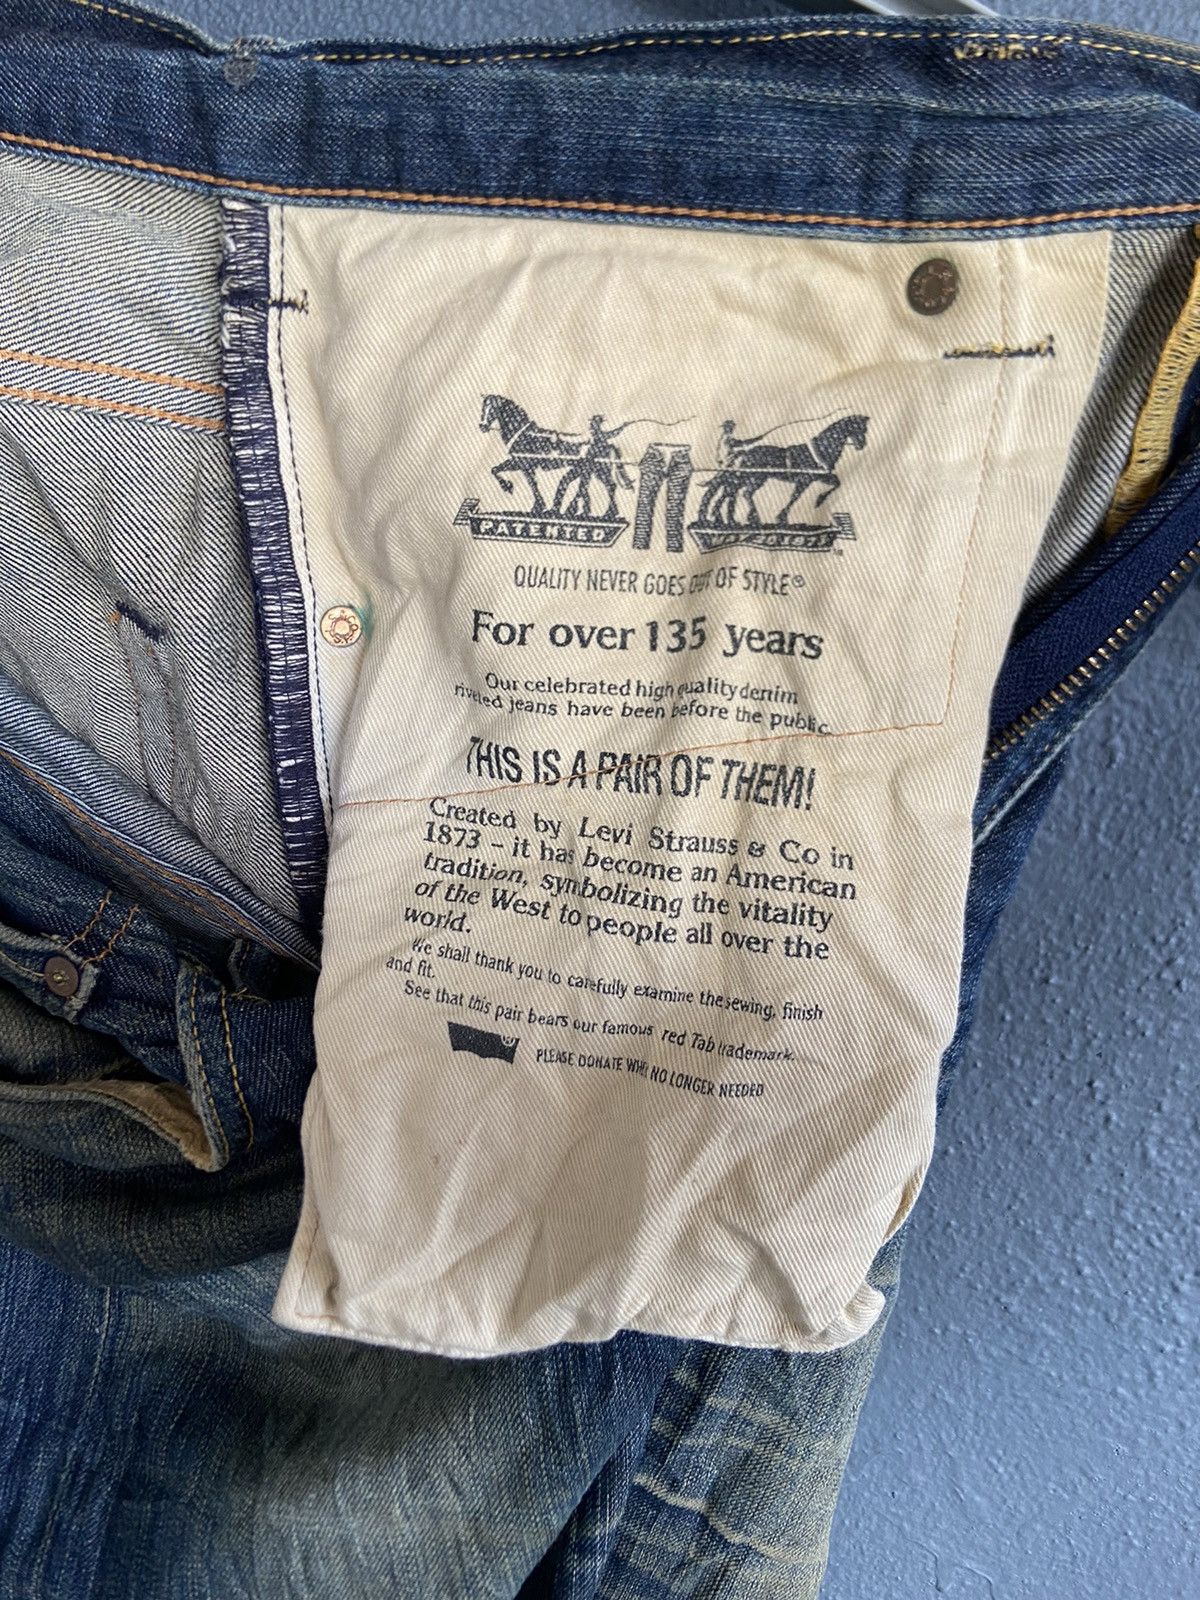 PATENTED
MAY 20 1873
TM
QUALITY NEVER GOES OUT OF STYLE®
For over 135 years
Our celebrated high quality denim
riveted jeans have been before the public
THIS IS A PAIR OF THEM!
Created by Levi Strauss & Co in
1873 – it has become an American
tradition, symbolizing the vitality
of the West to people all over the
world.
We shall thank you to carefully examine the sewing, finish
and fit.
See that this pair bears our famous red Tab trademark.
®
PLEASE DONATE WHEN NO LONGER NEEDED